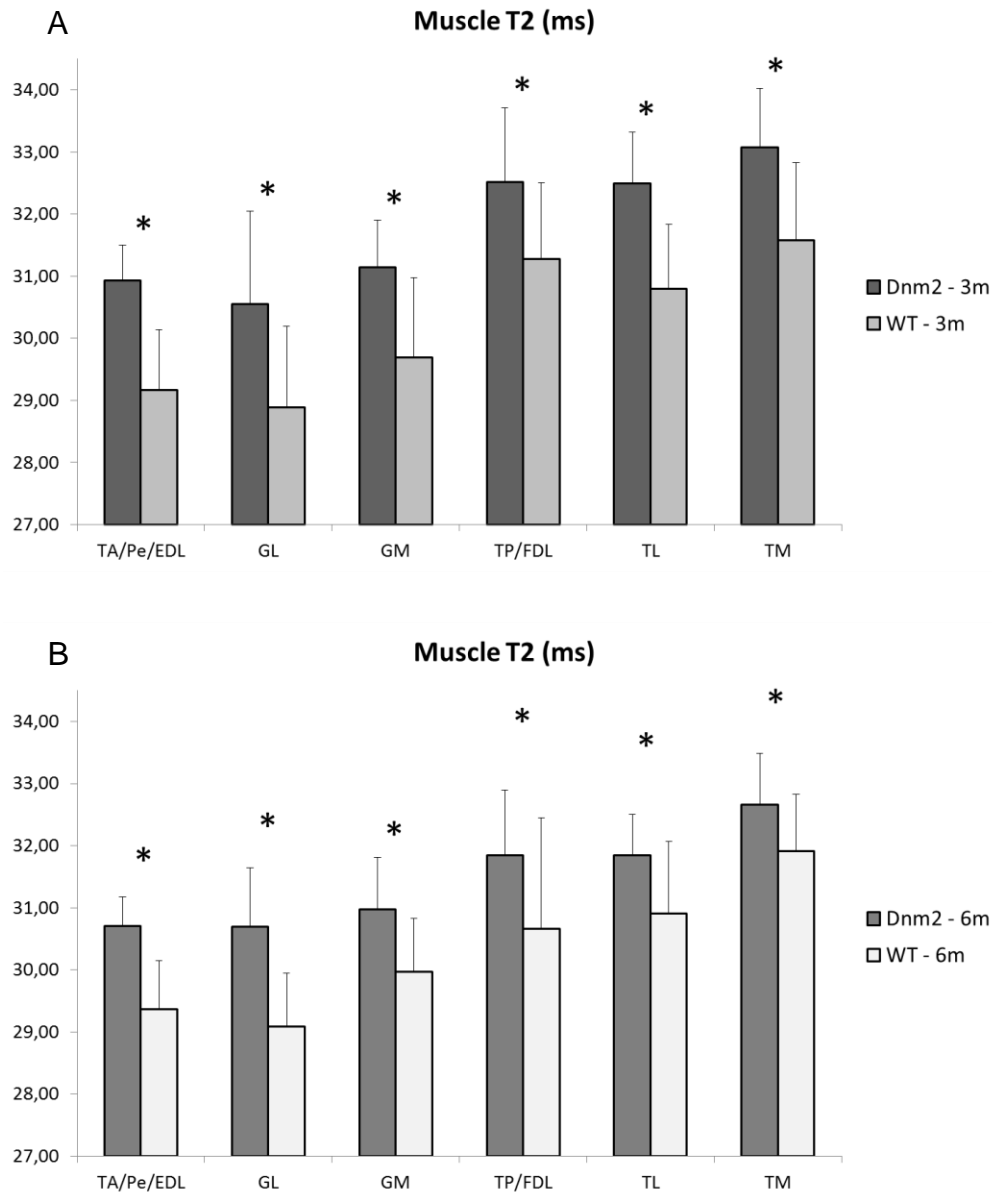 A
Muscle T2 (ms)
34,00
*
*
*
*
*
*
33,00
32,00
31,00
30,00
29,00
28,00
27,00
Dnm2 - 3m
WT - 3m
TA/Pe/EDL GL GM TP/FDL TL TM
B
Muscle T2 (ms)
34,00
*
*
*
*
*
*
33,00
32,00
31,00
30,00
29,00
28,00
27,00
Dnm2 - 6m
WT - 6m
TA/Pe/EDL GL GM TP/FDL TL TM